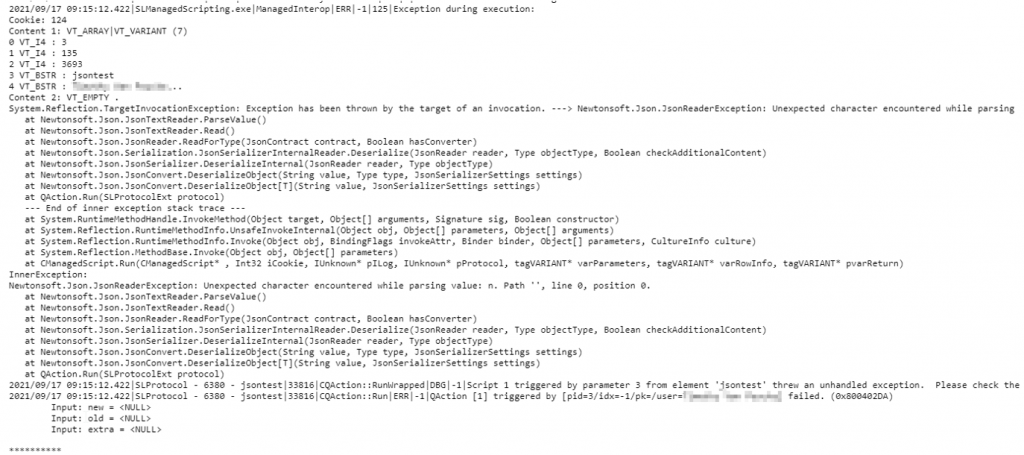 2021/09/17 09:15:12.422|SLManagedScripting.exe|ManagedInterop|ERR|-1|125|Exception during execution:
Cookie: 124
Content 1: VT_ARRAY|VT_VARIANT (7)
0 VT_I4 : 3
1 VT_I4 : 135
2 VT_I4 : 3693
3 VT_BSTR : jsontest
4 VT_BSTR : ...
Content 2: VT_EMPTY .
System.Reflection.TargetInvocationException: Exception has been thrown by the target of an invocation. ---> Newtonsoft.Json.JsonReaderException: Unexpected character encountered while parsing
at Newtonsoft.Json.JsonTextReader.ParseValue()
at Newtonsoft.Json.JsonTextReader.Read()
at Newtonsoft.Json.JsonReader.ReadForType(JsonContract contract, Boolean hasConverter)
at Newtonsoft.Json.Serialization.JsonSerializerInternalReader.Deserialize(JsonReader reader, Type objectType, Boolean checkAdditionalContent)
at Newtonsoft.Json.JsonSerializer.DeserializeInternal(JsonReader reader, Type objectType)
at Newtonsoft.Json.JsonConvert.DeserializeObject(String value, Type type, JsonSerializerSettings settings)
at Newtonsoft.Json.JsonConvert.DeserializeObject[T](String value, JsonSerializerSettings settings)
at QAction.Run(SLProtocolExt protocol)
--- End of inner exception stack trace ---
at System.RuntimeMethodHandle.InvokeMethod(Object target, Object[] arguments, Signature sig, Boolean constructor)
at System.Reflection.RuntimeMethodInfo.UnsafeInvokeInternal(Object obj, Object[] parameters, Object[] arguments)
at System.Reflection.RuntimeMethodInfo.Invoke(Object obj, BindingFlags invokeAttr, Binder binder, Object[] parameters, CultureInfo culture)
at System.Reflection.MethodBase.Invoke(Object obj, Object[] parameters)
at CManagedScript.Run(CManagedScript* , Int32 iCookie, IUnknown* pILog, IUnknown* pProtocol, tagVARIANT* varParameters, tagVARIANT* varRowInfo, tagVARIANT* pvarReturn)
InnerException:
Newtonsoft.Json.JsonReaderException: Unexpected character encountered while parsing value: n. Path '', line 0, position 0.
at Newtonsoft.Json.JsonTextReader.ParseValue()
at Newtonsoft.Json.JsonTextReader.Read()
at Newtonsoft.Json.JsonReader.ReadForType(JsonContract contract, Boolean hasConverter)
at Newtonsoft.Json.Serialization.JsonSerializerInternalReader.Deserialize(JsonReader reader, Type objectType, Boolean checkAdditionalContent)
at Newtonsoft.Json.JsonSerializer.DeserializeInternal(JsonReader reader, Type objectType)
at Newtonsoft.Json.JsonConvert.DeserializeObject(String value, Type type, JsonSerializerSettings settings)
at Newtonsoft.Json.JsonConvert.DeserializeObject[T](String value, JsonSerializerSettings settings)
at QAction.Run(SLProtocolExt protocol)
2021/09/17 09:15:12.422|SLProtocol - 6380 - jsontest|33816|CQAction::RunWrapped|DBG|-1|Script 1 triggered by parameter 3 from element 'jsontest' threw an unhandled exception.  Please check the
2021/09/17 09:15:12.422|SLProtocol - 6380 - jsontest|33816|CQAction::Run|ERR|-1|QAction [1] triggered by [pid=3/idx=-1/pk=/user= ] failed. (0x800402DA)
Input: new = <NULL>
Input: old = <NULL>
Input: extra = <NULL>
**********